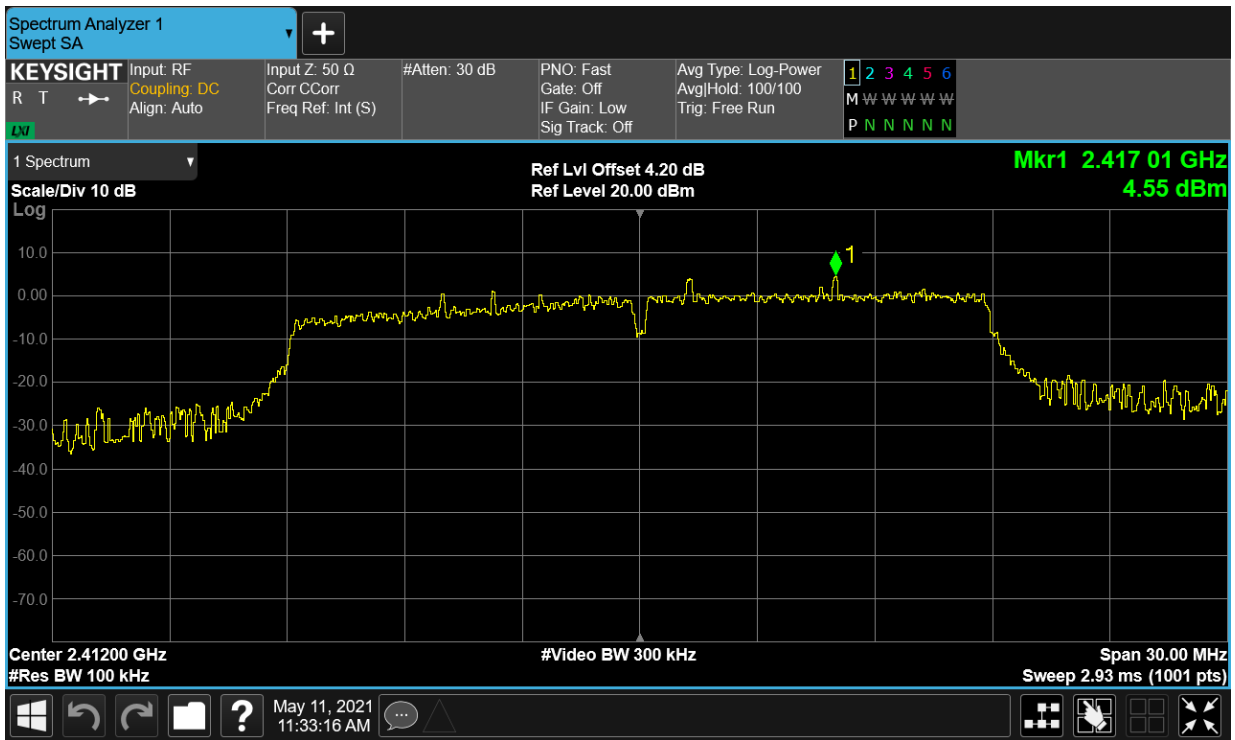 Spectrum Analyzer 1
Swept SA
KEYSIGHT
R T
LXI
Input: RF
Coupling: DC
Align: Auto
Input Z: 50 Ω
Corr CCorr
Freq Ref: Int (S)
#Atten: 30 dB
PNO: Fast
Gate: Off
IF Gain: Low
Sig Track: Off
Avg Type: Log-Power
Avg|Hold: 100/100
Trig: Free Run
1 2 3 4 5 6
M W W W W W
P N N N N N
1 Spectrum
Scale/Div 10 dB
Log
Ref Lvl Offset 4.20 dB
Ref Level 20.00 dBm
Mkr1 2.417 01 GHz
4.55 dBm
1
10.0
0.00
-10.0
-20.0
-30.0
-40.0
-50.0
-60.0
-70.0
Center 2.41200 GHz
#Res BW 100 kHz
#Video BW 300 kHz
Span 30.00 MHz
Sweep 2.93 ms (1001 pts)
?
May 11, 2021
11:33:16 AM